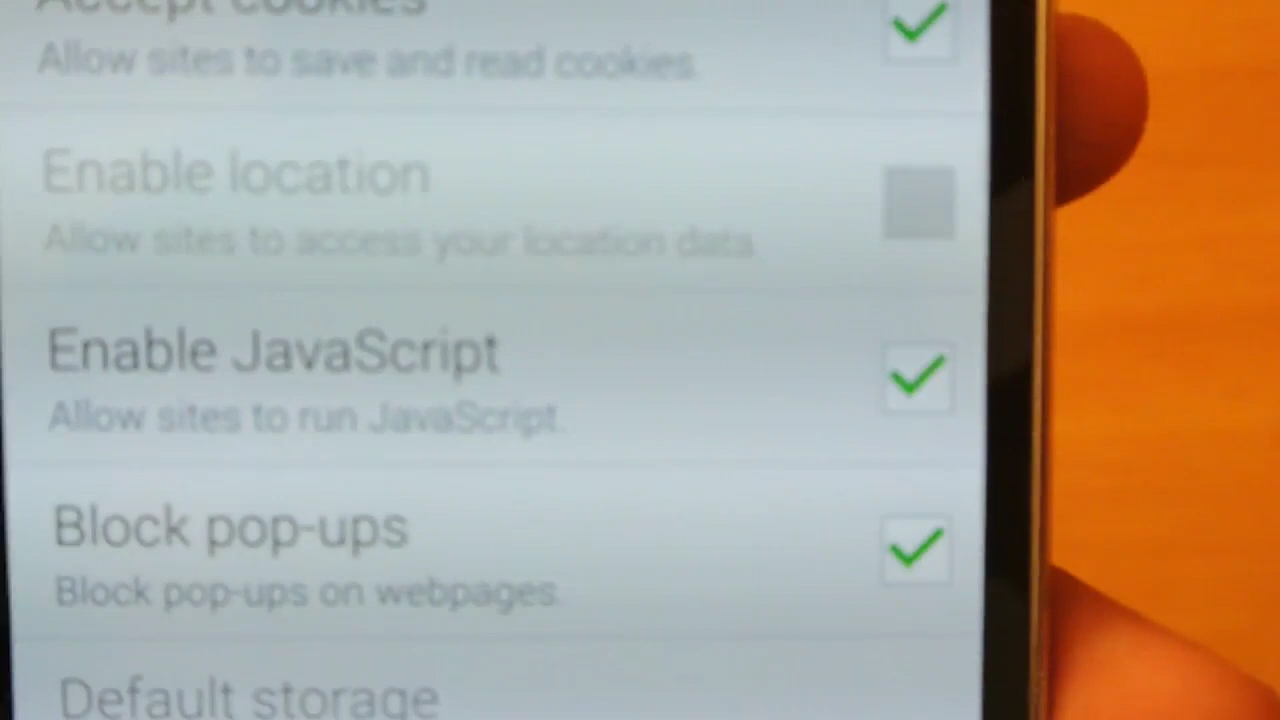 Accept cookies
Allow sites to save and read cookies.
Enable location
Allow sites to access your location data.
Enable JavaScript
Allow sites to run JavaScript.
Block pop-ups
Block pop-ups on webpages.
Default storage